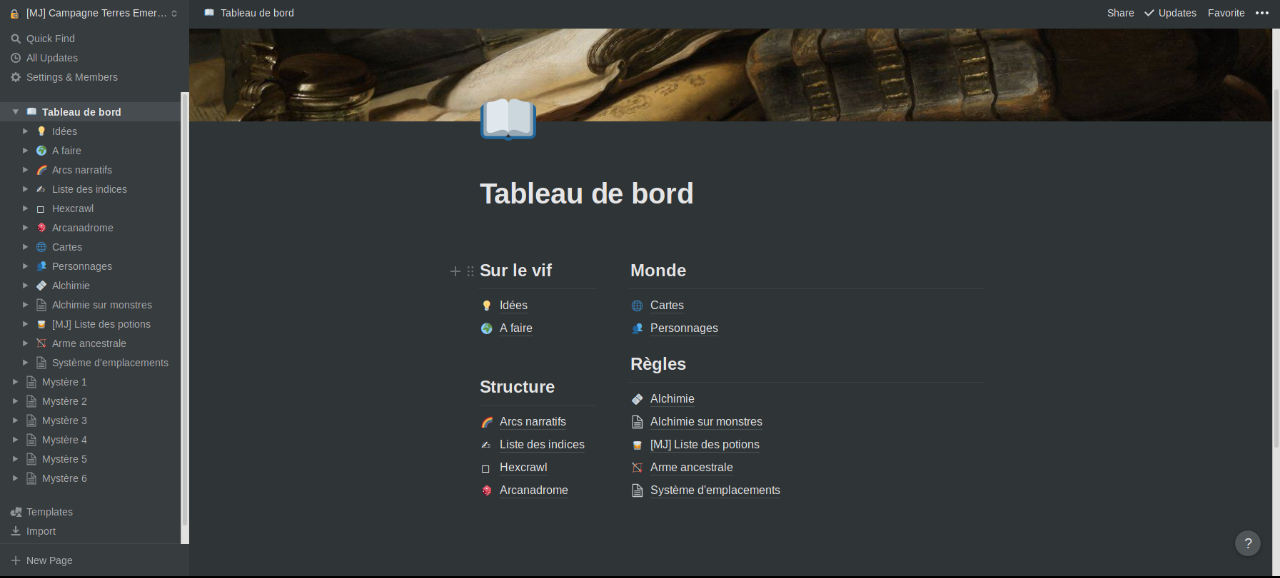 [MJ] Campagne Terres Emer...
Tableau de bord
Share
Updates
Favorite
Quick Find
All Updates
Settings & Members
Tableau de bord
Idées
A faire
Arcs narratifs
Liste des indices
Hexcrawl
Arcanadrome
Cartes
Personnages
Alchimie
Alchimie sur monstres
[MJ] Liste des potions
Arme ancestrale
Système d'emplacements
Mystère 1
Mystère 2
Mystère 3
Mystère 4
Mystère 5
Mystère 6
Templates
Import
New Page
Tableau de bord
Sur le vif
Idées
A faire
Structure
Arcs narratifs
Liste des indices
Hexcrawl
Arcanadrome
Monde
Cartes
Personnages
Règles
Alchimie
Alchimie sur monstres
[MJ] Liste des potions
Arme ancestrale
Système d'emplacements
?